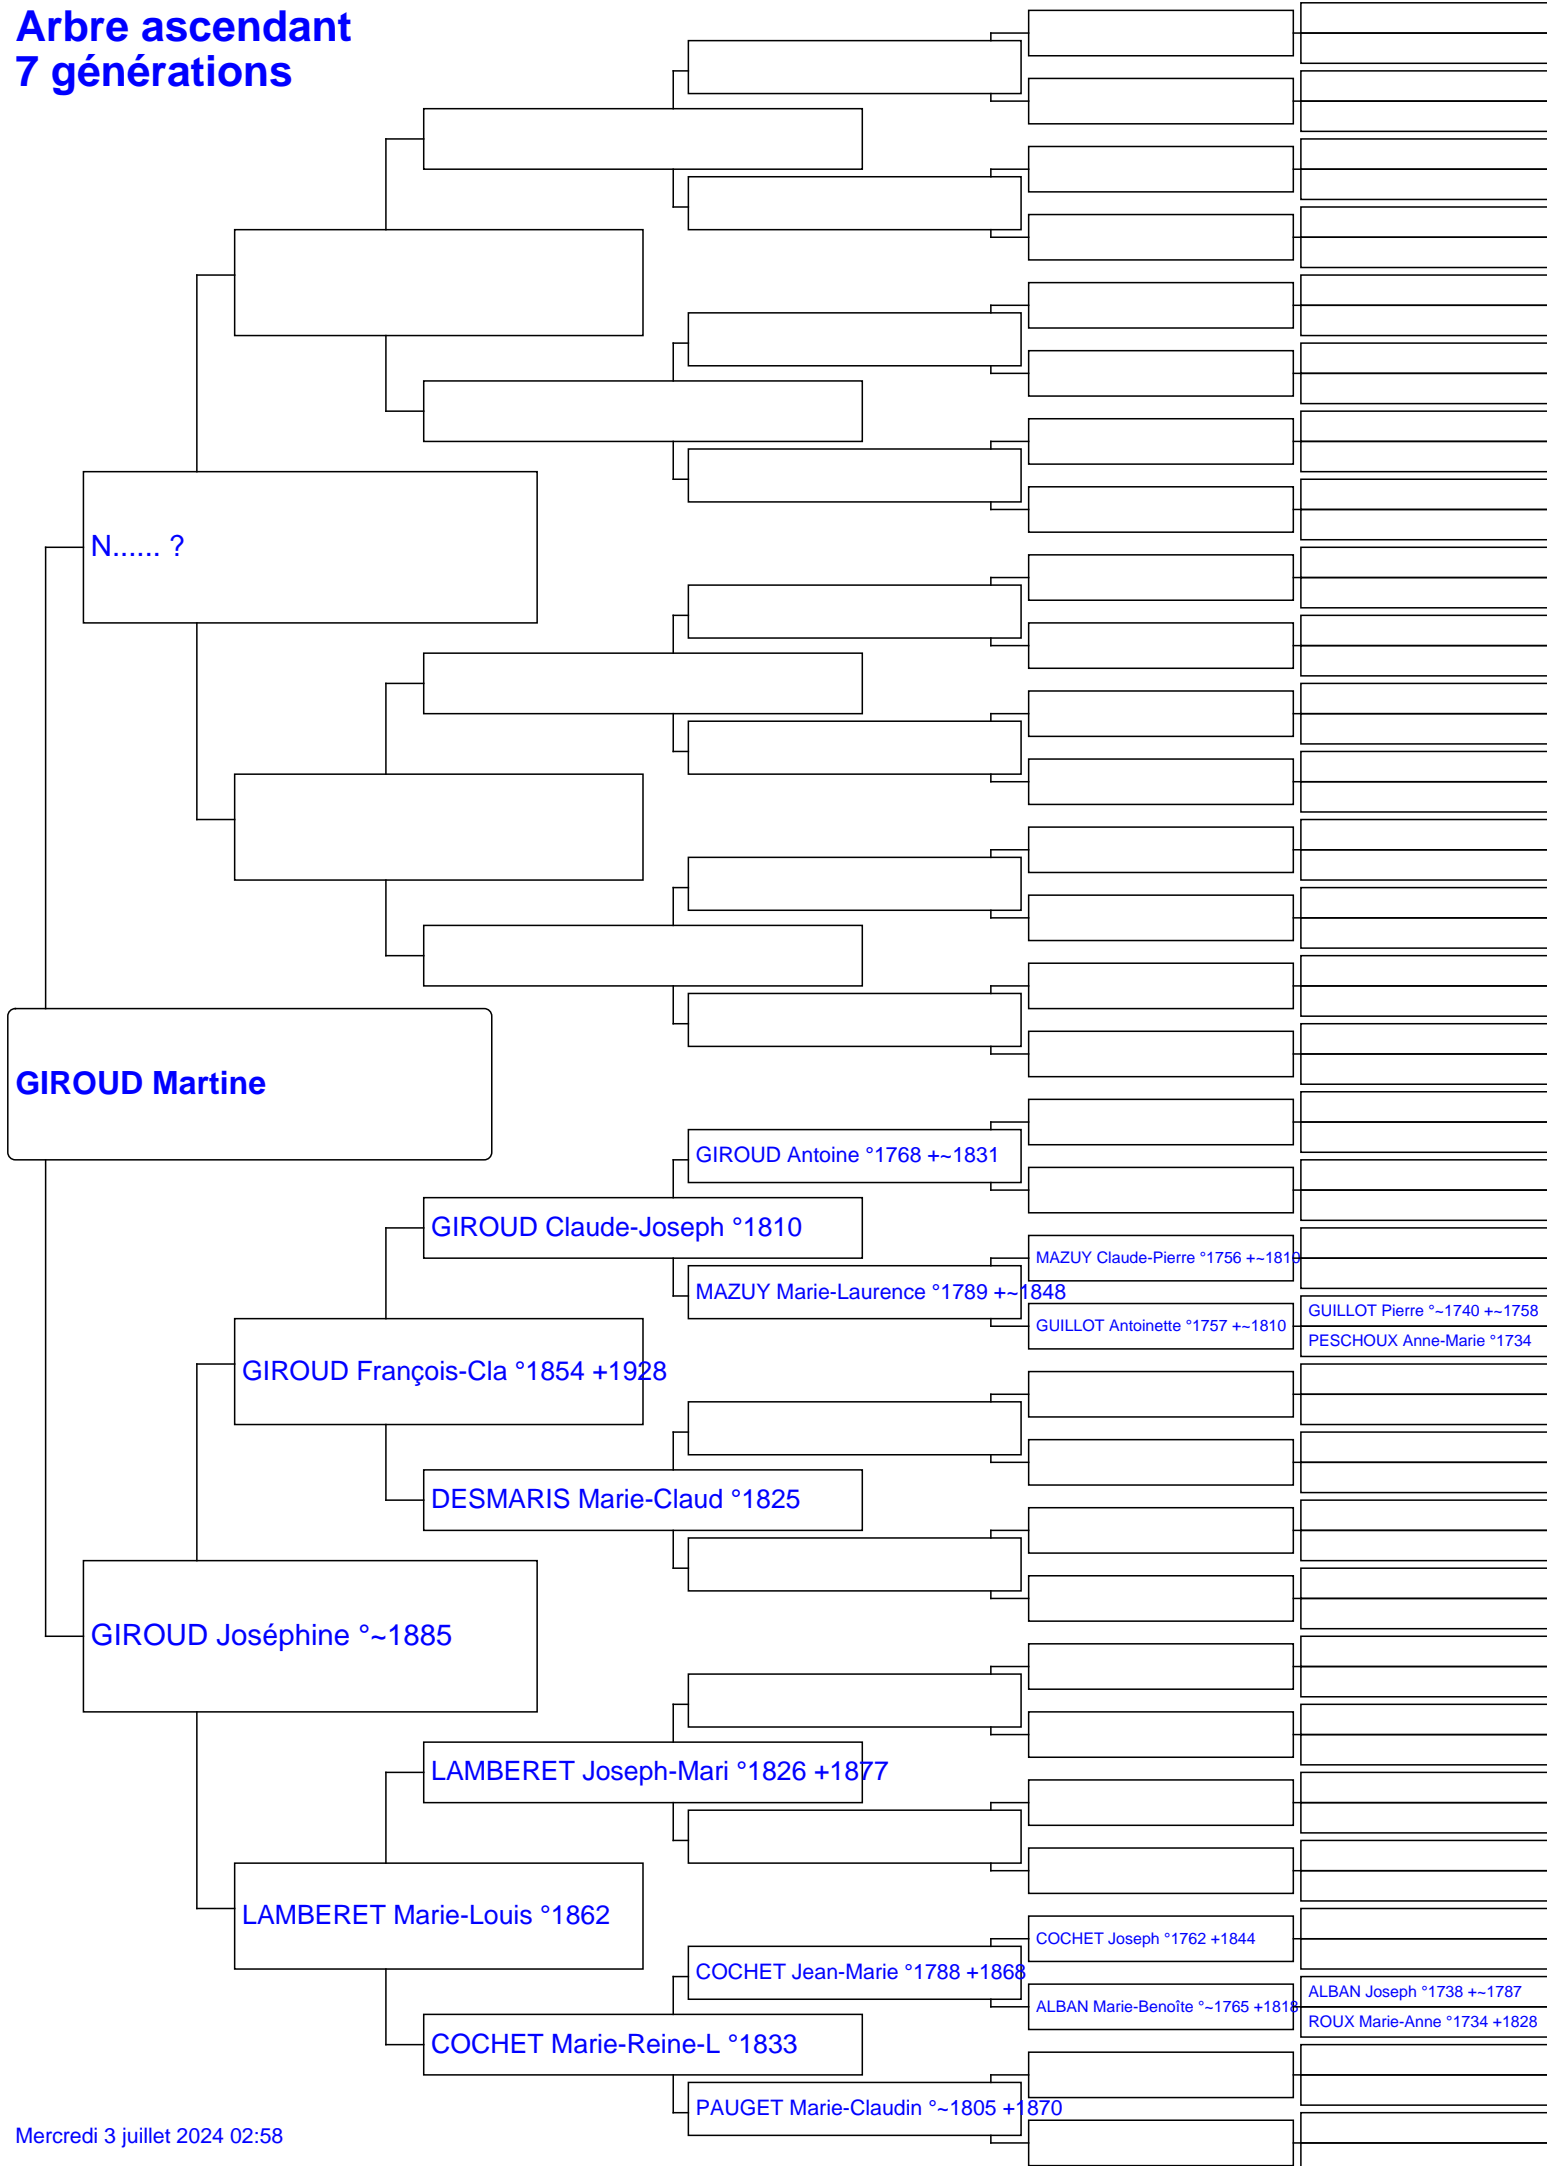 Arbre ascendant
7 générations
N...... ?
GIROUD Martine
GIROUD Antoine °1768 +~1831
GIROUD Claude-Joseph °1810
MAZUY Claude-Pierre °1756 +~1810
MAZUY Marie-Laurence °1789 +~1848
GUILLOT Pierre °~1740 +~1758
GUILLOT Antoinette °1757 +~1810
PESCHOUX Anne-Marie °1734
GIROUD François-Cla °1854 +1928
DESMARIS Marie-Claud °1825
GIROUD Joséphine °~1885
LAMBERET Joseph-Mari °1826 +1877
LAMBERET Marie-Louis °1862
COCHET Joseph °1762 +1844
COCHET Jean-Marie °1788 +1868
ALBAN Joseph °1738 +~1787
ALBAN Marie-Benoîte °~1765 +1818
ROUX Marie-Anne °1734 +1828
COCHET Marie-Reine-L °1833
PAUGET Marie-Claudin °~1805 +1870
Mercredi 3 juillet 2024 02:58